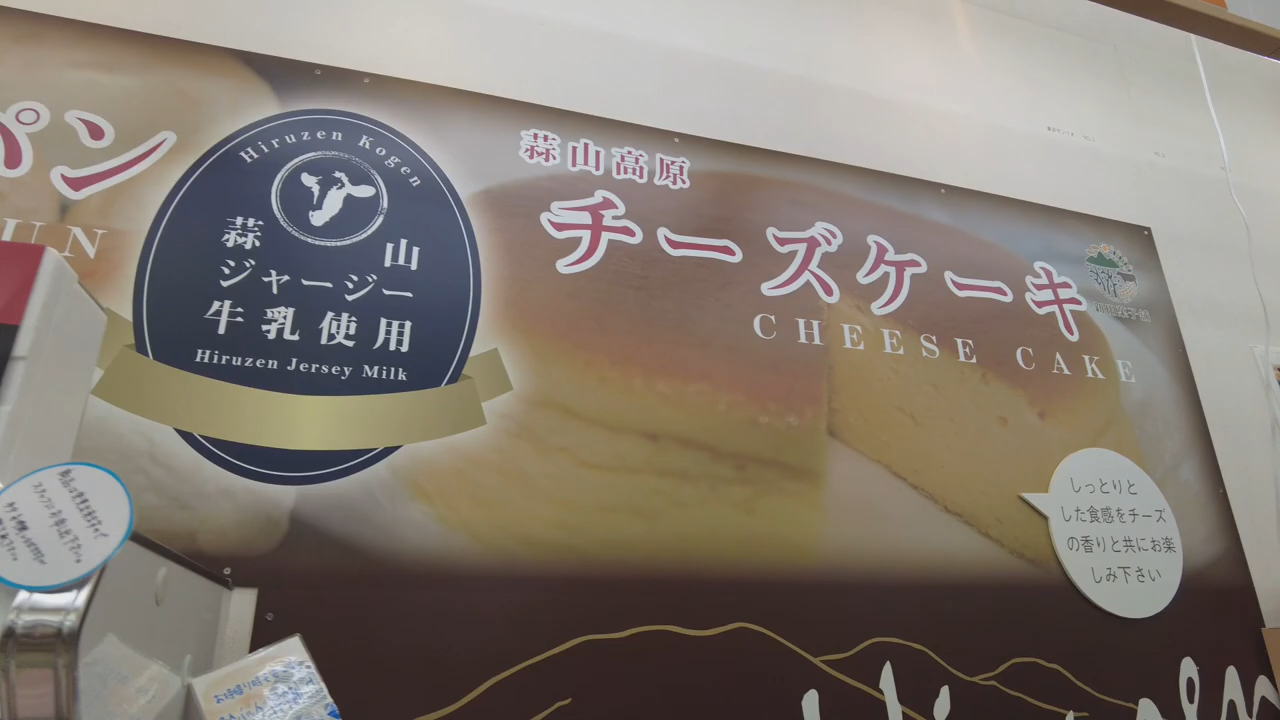 パン
UN
Hiruzen Kogen
蒜山
ジャージー
牛乳使用
Hiruzen Jersey Milk
蒜山高原
チーズケーキ
CHEESE CAKE
しっとりと
した食感をチーズ
の香りと共にお楽
しみ下さい